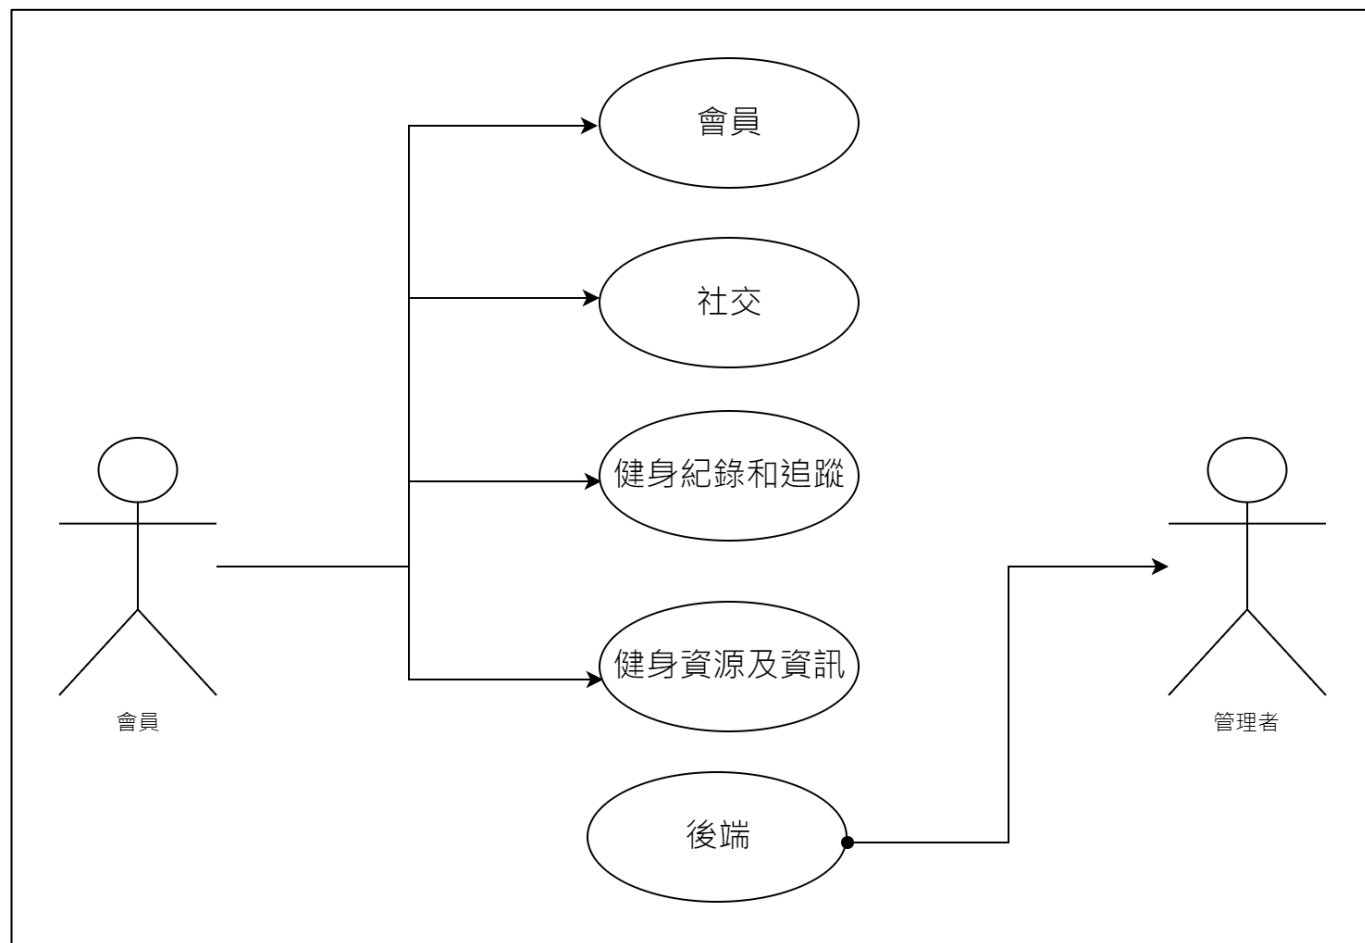 會員
社交
健身紀錄和追蹤
健身資源及資訊
會員
管理者
後端